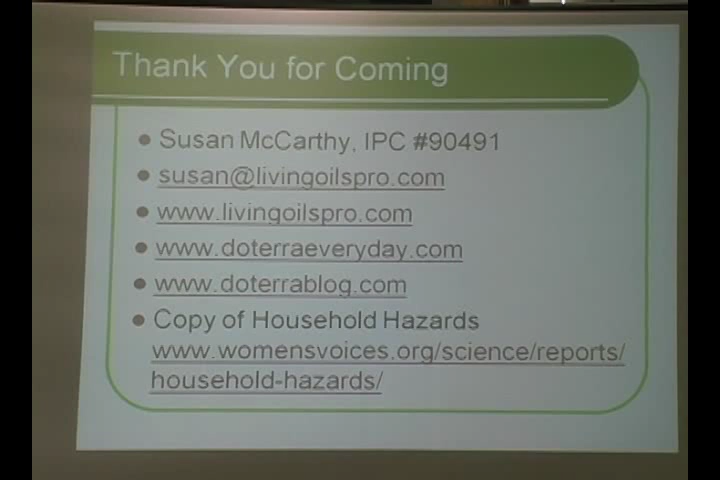 Thank You for Coming
Susan McCarthy, IPC #90491
susan@livingoilspro.com
www.livingoilspro.com
www.doterraeveryday.com
www.doterrablog.com
Copy of Household Hazards
www.womensvoices.org/science/reports/
household-hazards/